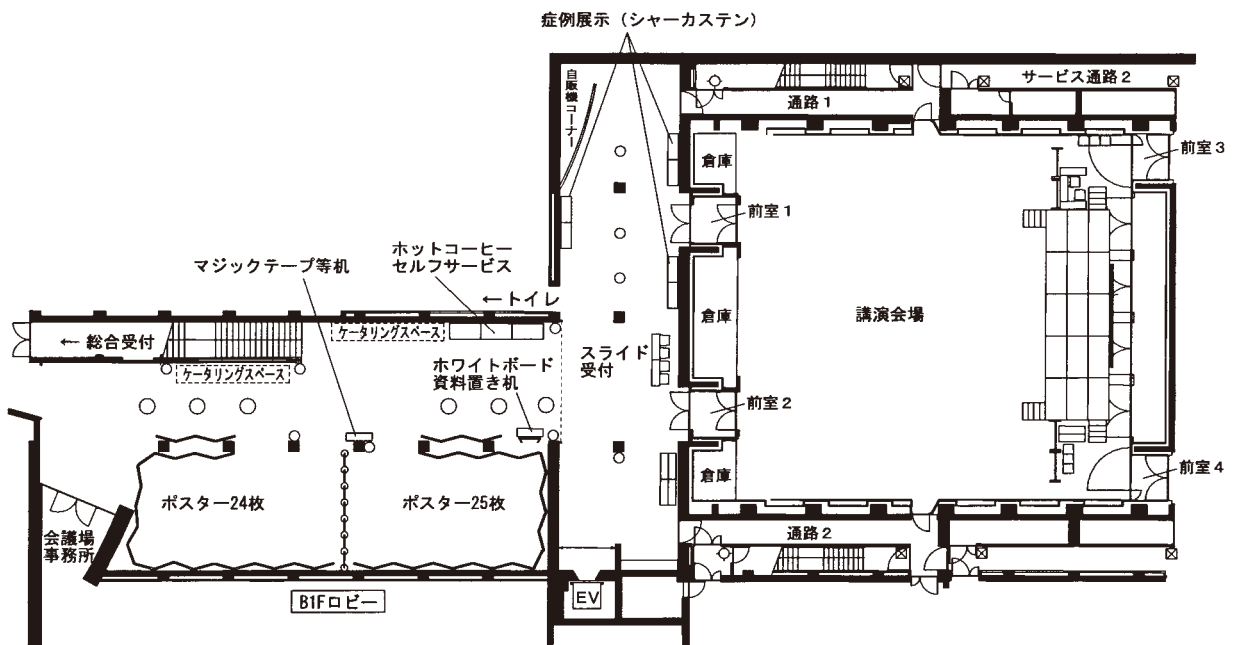 症例展示（シャーカステン）
自販機コーナー
通路１
サービス通路２
倉庫
前室３
前室１
ホットコーヒー
セルフサービス
マジックテープ等机
←トイレ
ケータリングスペース
← 総合受付
倉庫
講演会場
スライド
受付
ホワイトボード
資料置き机
ケータリングスペース
前室２
倉庫
前室４
ポスター24枚
ポスター25枚
会議場
事務所
通路２
B1Fロビー
EV